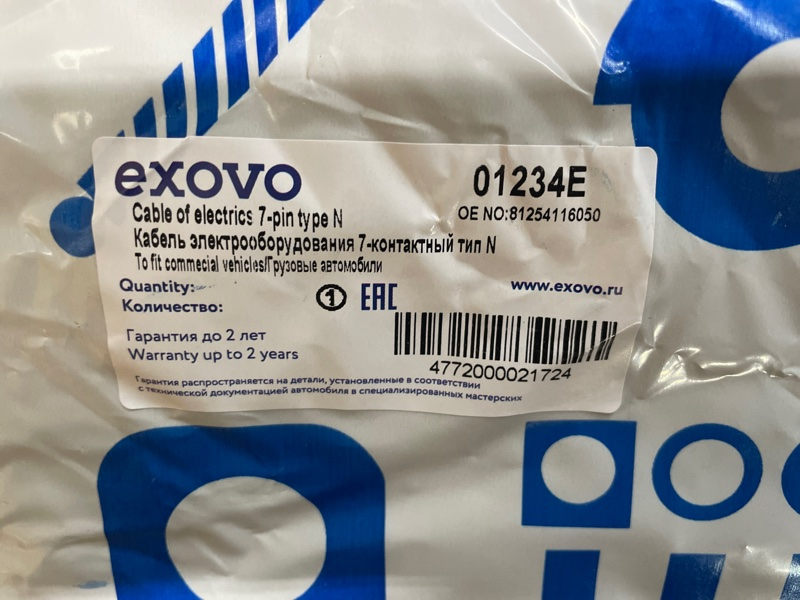 exovo
01234E
OE NO:81254116050
Cable of electrics 7-pin type N
Кабель электрооборудования 7-контактный тип N
To fit commecial vehicles/Грузовые автомобили
Quantity:
Количество:
1
EAC
www.exovo.ru
Гарантия до 2 лет
Warranty up to 2 years
4772000021724
Гарантия распространяется на детали, установленные в соответствии
с технической документацией автомобиля в специализированных мастерских